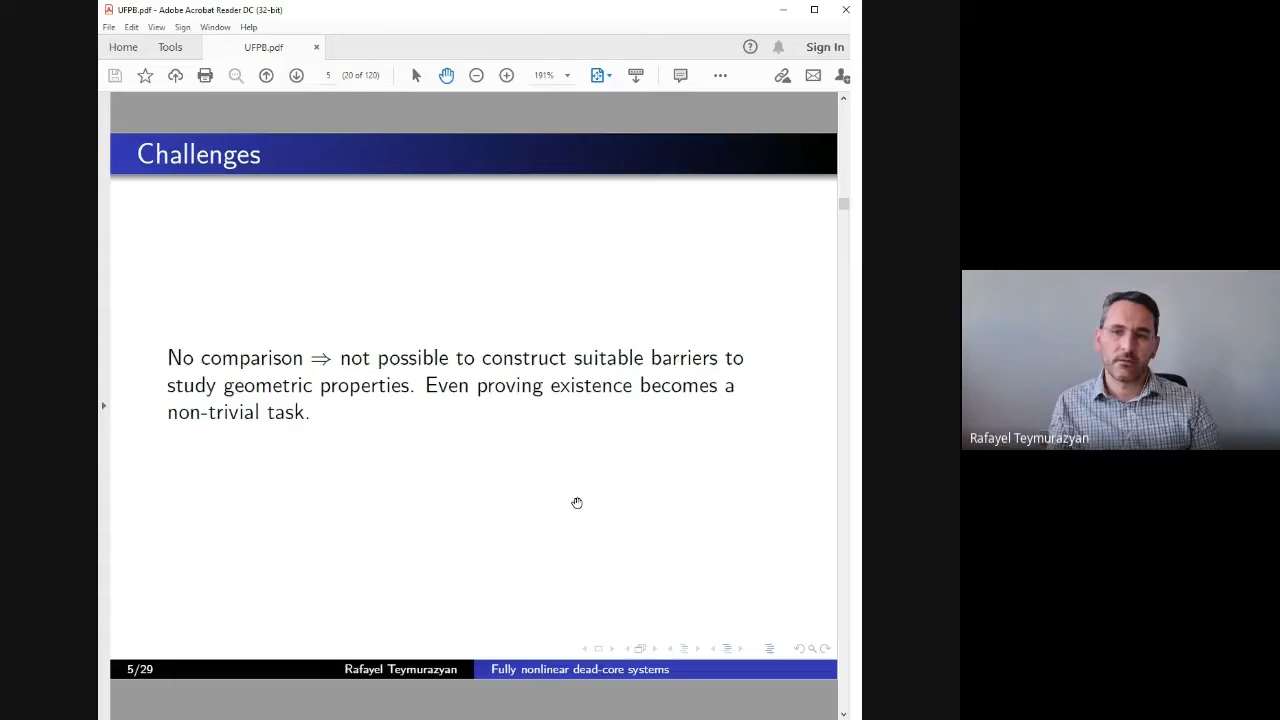 UFPB.pdf - Adobe Acrobat Reader DC (32-bit)
File Edit View Sign Window Help
Home Tools UFPB.pdf × Sign In
5 (20 of 120) 191%
Challenges
No comparison ⇒ not possible to construct suitable barriers to
study geometric properties. Even proving existence becomes a
non-trivial task.
Rafayel Teymurazyan
5/29 Rafayel Teymurazyan Fully nonlinear dead-core systems